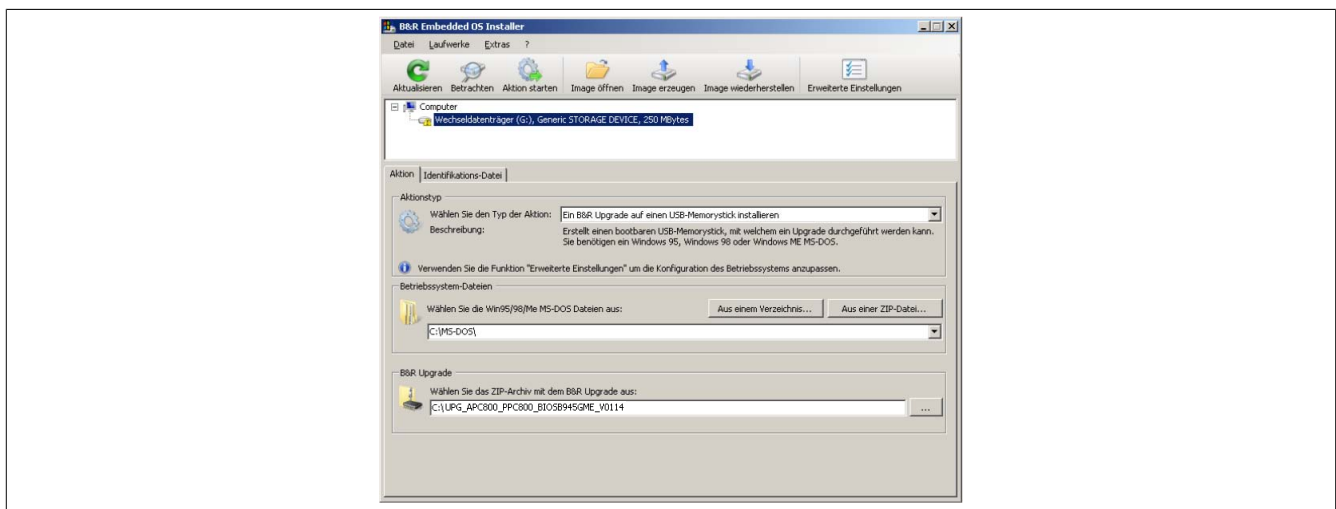 B&R Embedded OS Installer
Datei Laufwerke Extras ?
Aktualisieren Betrachten Aktion starten Image öffnen Image erzeugen Image wiederherstellen Erweiterte Einstellungen
Computer
Wechseldatenträger (G:), Generic STORAGE DEVICE, 250 MBytes
Aktion Identifikations-Datei
Aktionstyp
Wählen Sie den Typ der Aktion: Ein B&R Upgrade auf einen USB-Memorystick installieren
Beschreibung: Erstellt einen bootbaren USB-Memorystick, mit welchem ein Upgrade durchgeführt werden kann.
Sie benötigen ein Windows 95, Windows 98 oder Windows ME MS-DOS.
Verwenden Sie die Funktion "Erweiterte Einstellungen" um die Konfiguration des Betriebssystems anzupassen.
Betriebssystem-Dateien
Wählen Sie die Win95/98/Me MS-DOS Dateien aus: Aus einem Verzeichnis... Aus einer ZIP-Datei...
C:\MS-DOS\
B&R Upgrade
Wählen Sie das ZIP-Archiv mit dem B&R Upgrade aus:
C:\UPG_APC800_PPC800_BIOSB945GME_V0114 ...